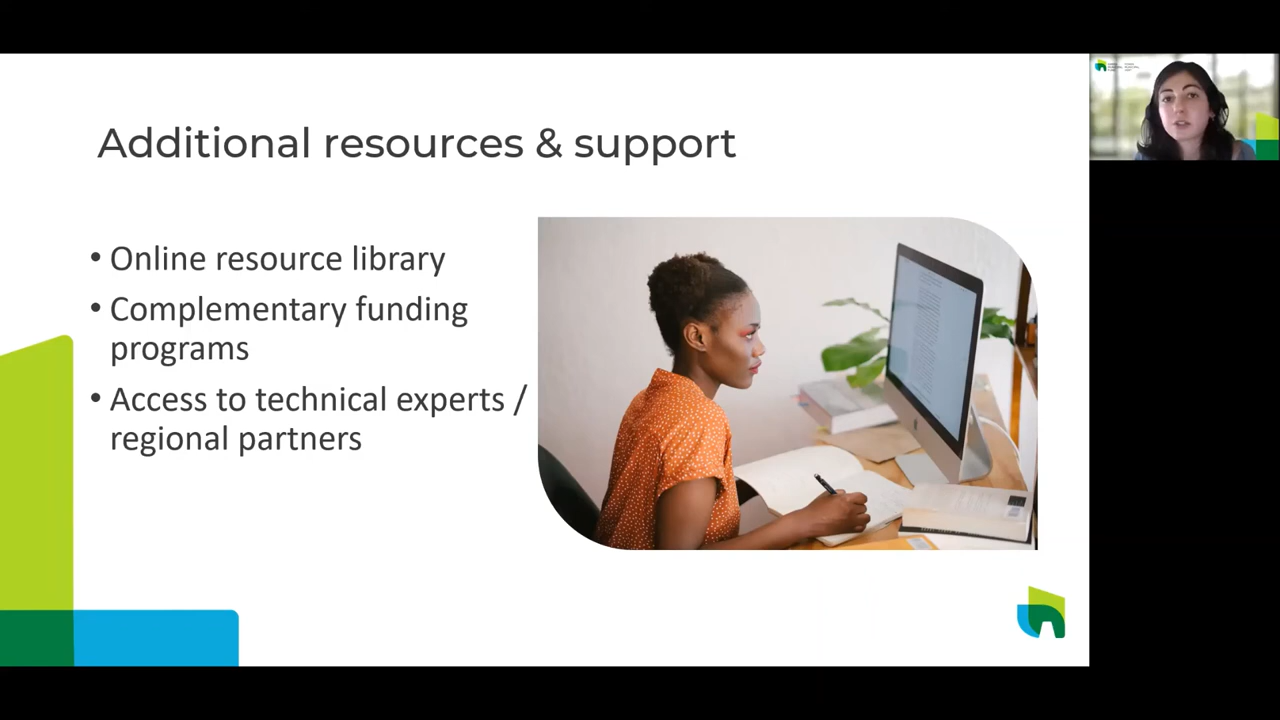 Additional resources & support
• Online resource library
• Complementary funding
programs
• Access to technical experts /
regional partners